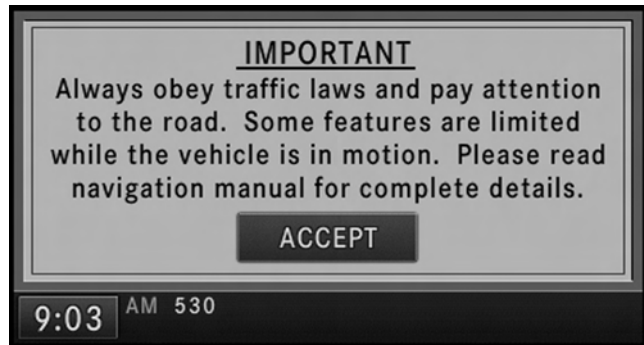 IMPORTANT
Always obey traffic laws and pay attention
to the road. Some features are limited
while the vehicle is in motion. Please read
navigation manual for complete details.
ACCEPT
9:03 AM 530